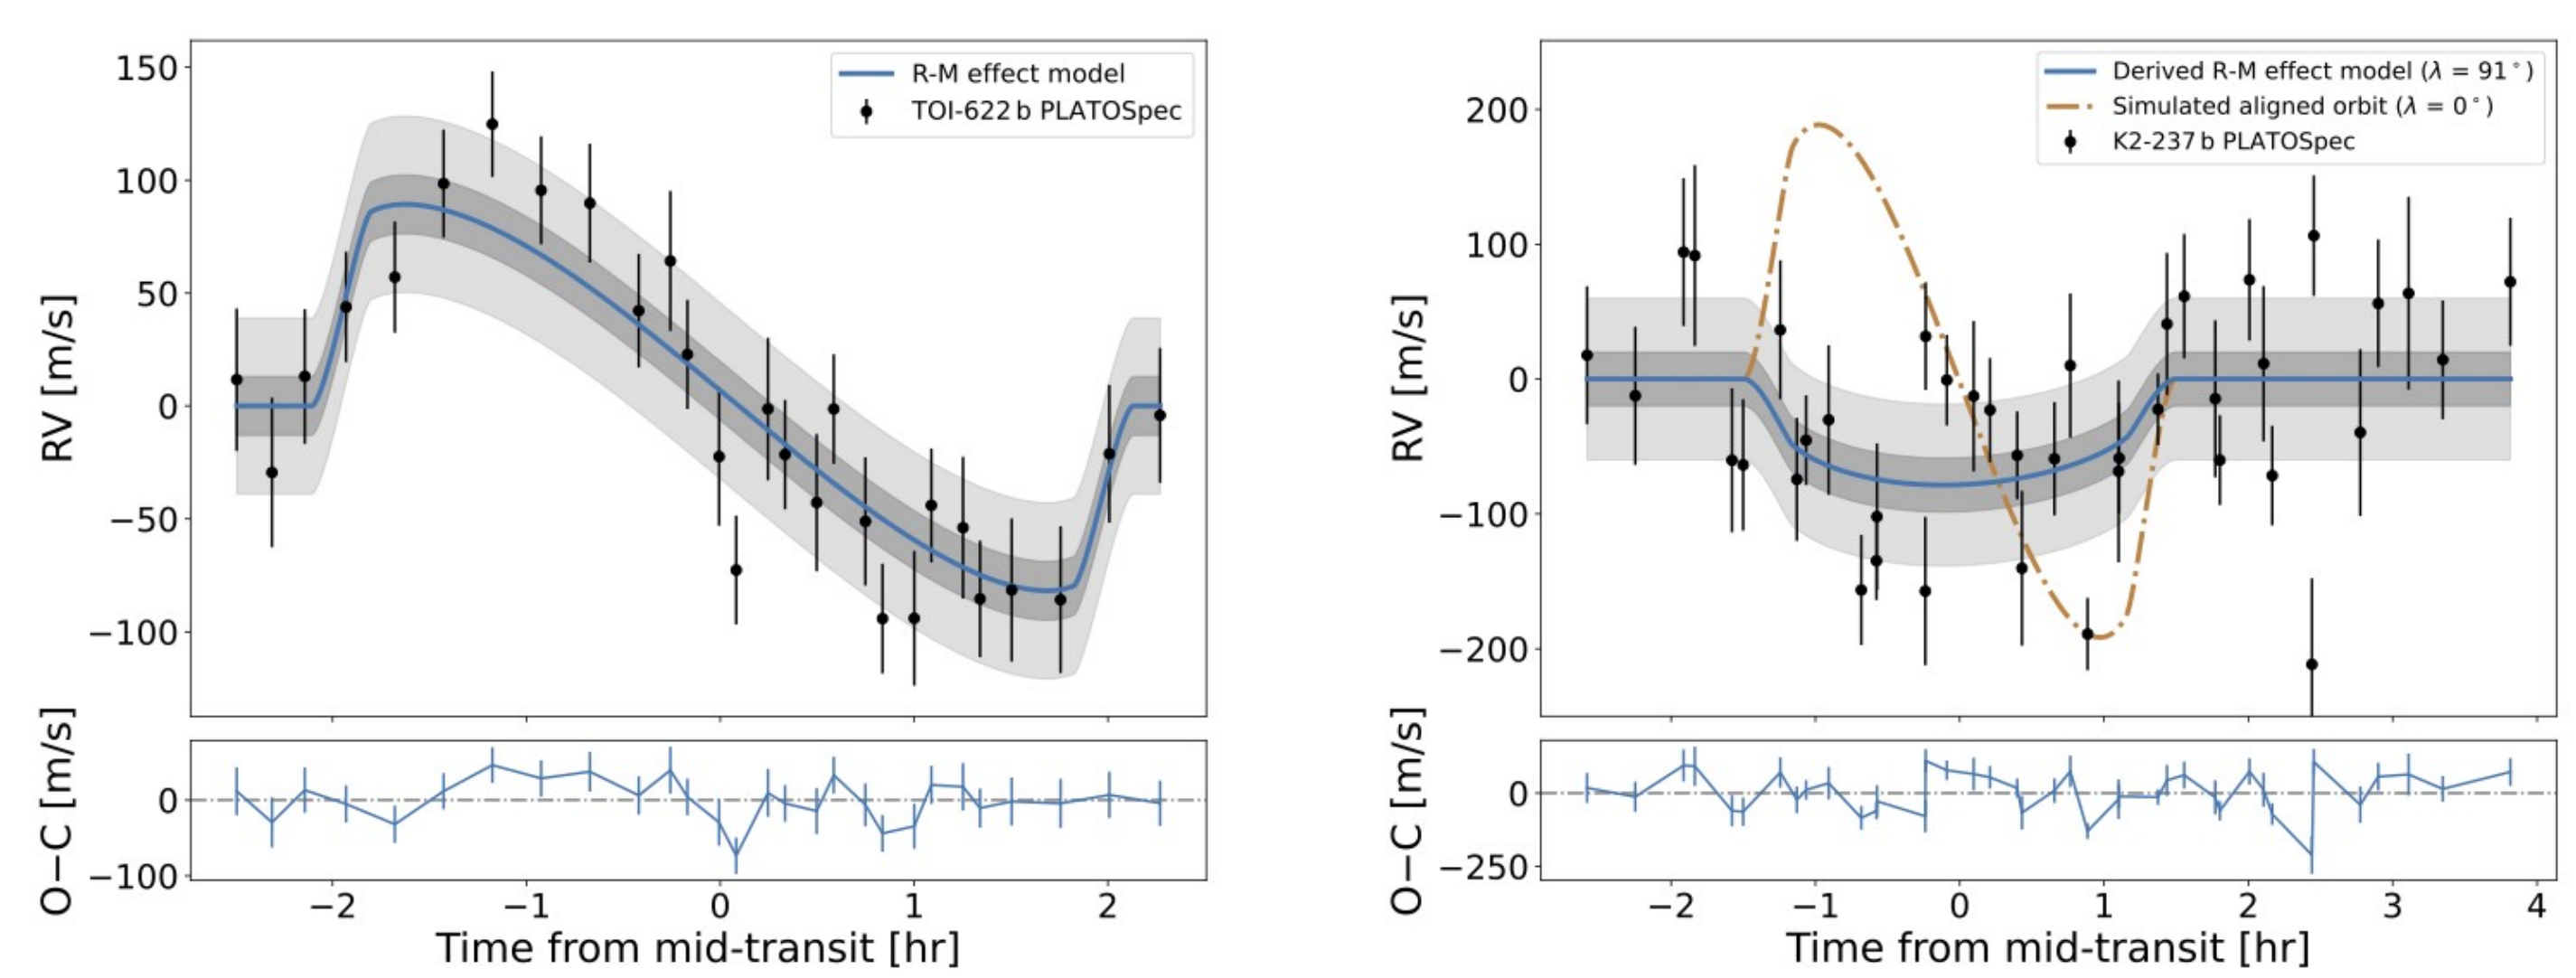 R-M effect model
TOI-622 b PLATOSpec
150
100
50
0
−50
−100
RV [m/s]
0
−100
O−C [m/s]
−2 −1 0 1 2
Time from mid-transit [hr]
Derived R-M effect model (λ = 91°)
Simulated aligned orbit (λ = 0°)
K2-237 b PLATOSpec
200
100
0
−100
−200
RV [m/s]
0
−250
O−C [m/s]
−2 −1 0 1 2 3 4
Time from mid-transit [hr]